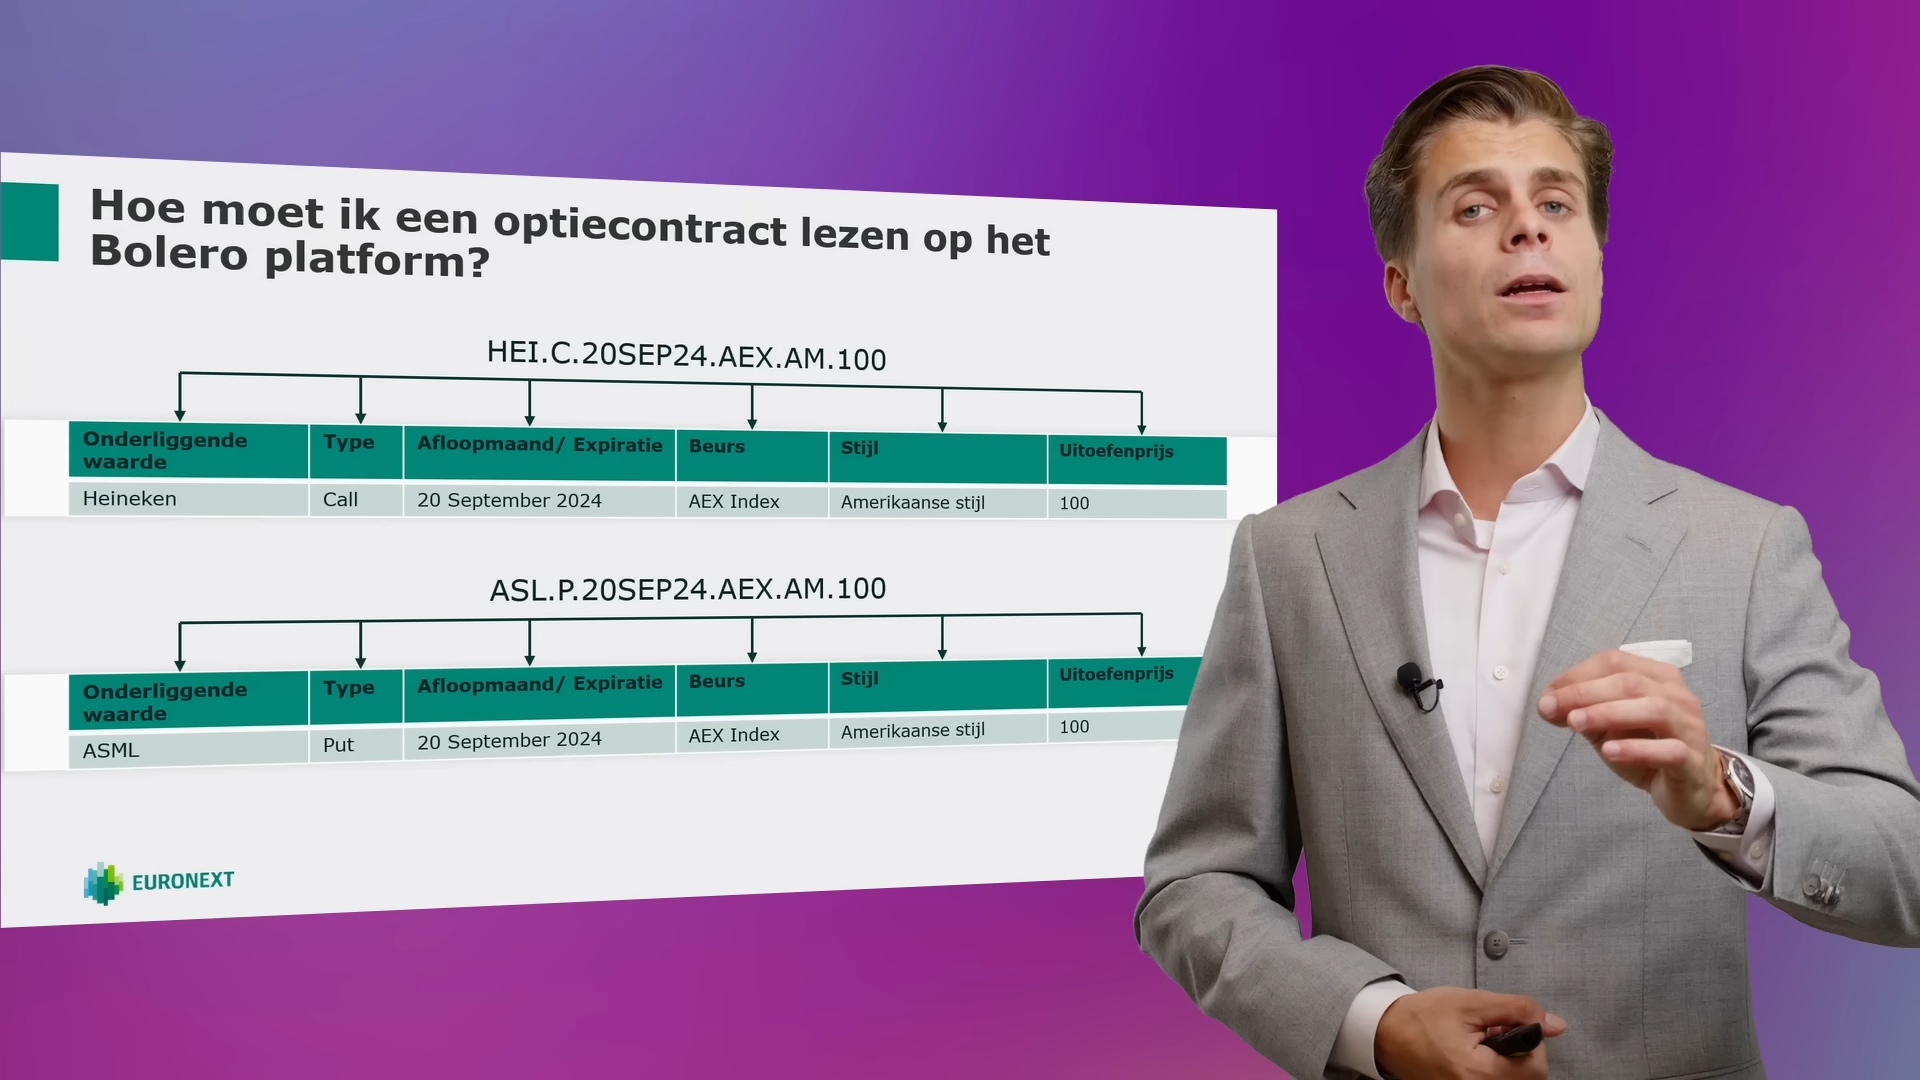 Hoe moet ik een optiecontract lezen op het
Bolero platform?
HEI.C.20SEP24.AEX.AM.100
Onderliggende waarde Type Afloopmaand/ Expiratie Beurs Stijl Uitoefenprijs
Heineken Call 20 September 2024 AEX Index Amerikaanse stijl 100
ASL.P.20SEP24.AEX.AM.100
Onderliggende waarde Type Afloopmaand/ Expiratie Beurs Stijl Uitoefenprijs
ASML Put 20 September 2024 AEX Index Amerikaanse stijl 100
EURONEXT